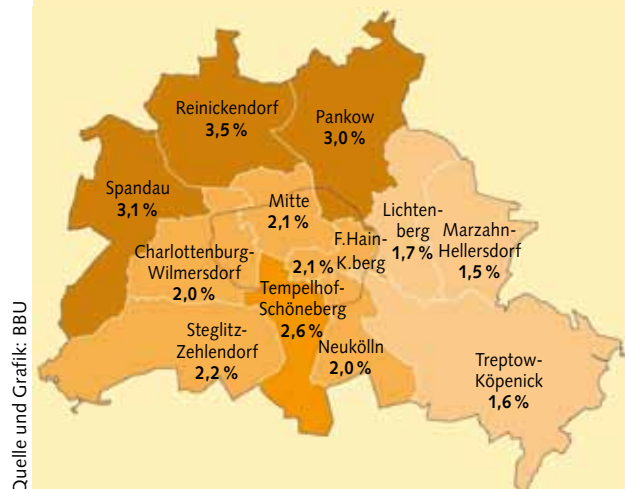 Reinickendorf
3,5 %
Pankow
3,0 %
Spandau
3,1 %
Mitte
2,1 %
Lichten-
berg
1,7 %
Marzahn-
Hellersdorf
1,5 %
F.Hain-
K.berg
2,1 %
Charlottenburg-
Wilmersdorf
2,0 %
Tempelhof-
Schöneberg
2,6 %
Steglitz-
Zehlendorf
2,2 %
Neukölln
2,0 %
Treptow-
Köpenick
1,6 %
Quelle und Grafik: BBU